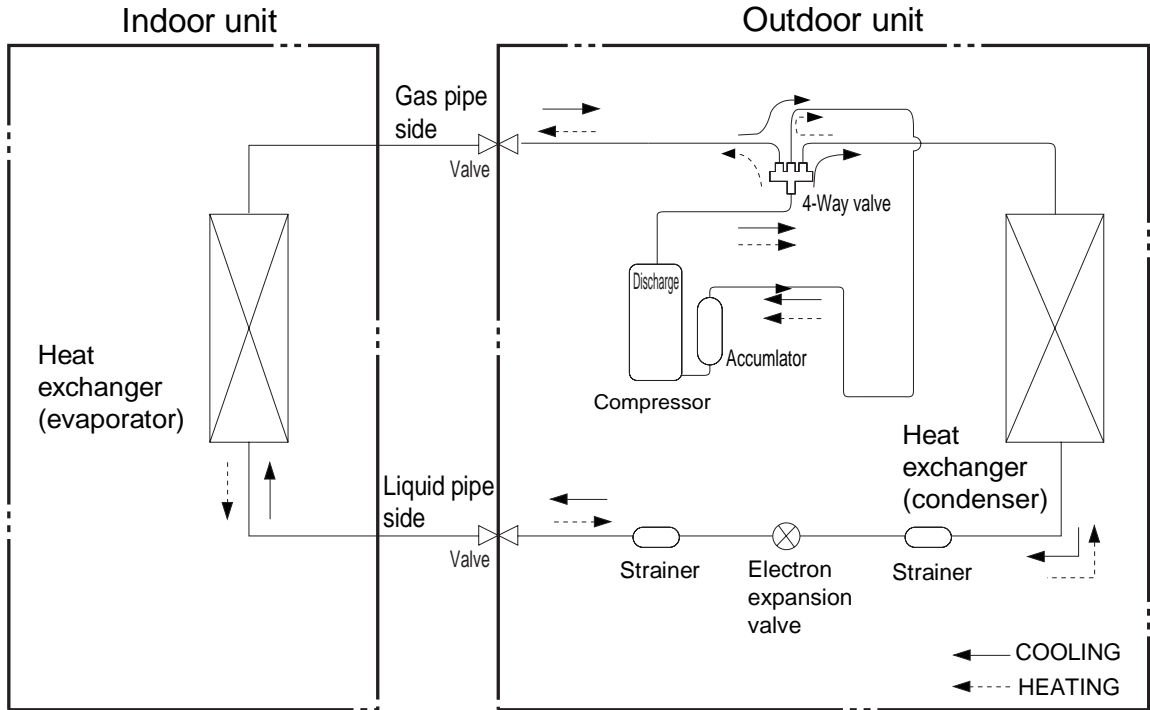 Indoor unit
Outdoor unit
Gas pipe
side
Valve
4-Way valve
Discharge
Accumlator
Compressor
Heat
exchanger
(evaporator)
Heat
exchanger
(condenser)
Liquid pipe
side
Valve
Strainer
Electron
expansion
valve
Strainer
COOLING
HEATING